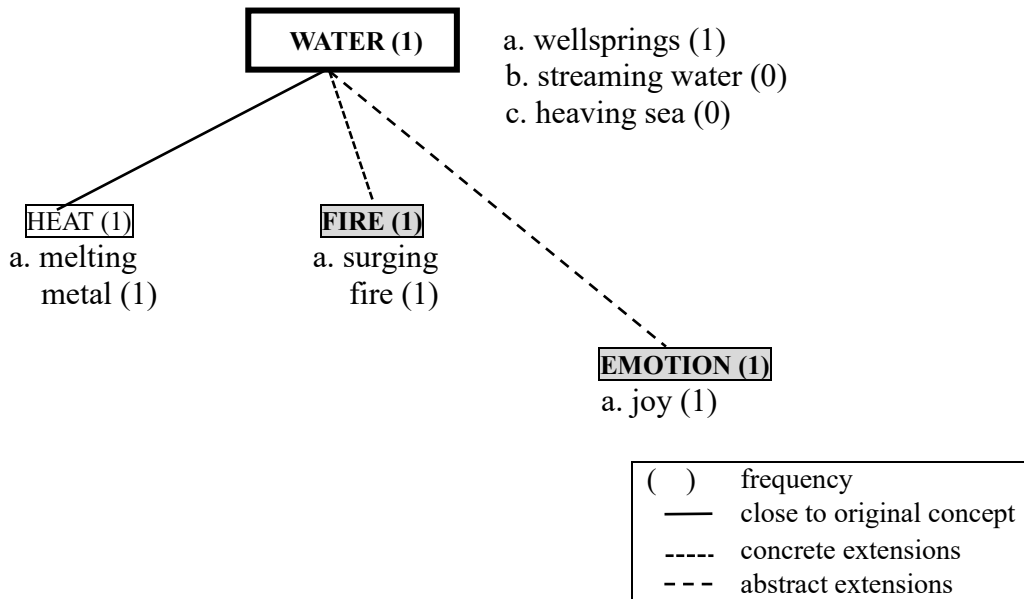 WATER (1)
a. wellsprings (1)
b. streaming water (0)
c. heaving sea (0)
HEAT (1)
a. melting
metal (1)
FIRE (1)
a. surging
fire (1)
EMOTION (1)
a. joy (1)
( ) frequency
close to original concept
concrete extensions
abstract extensions